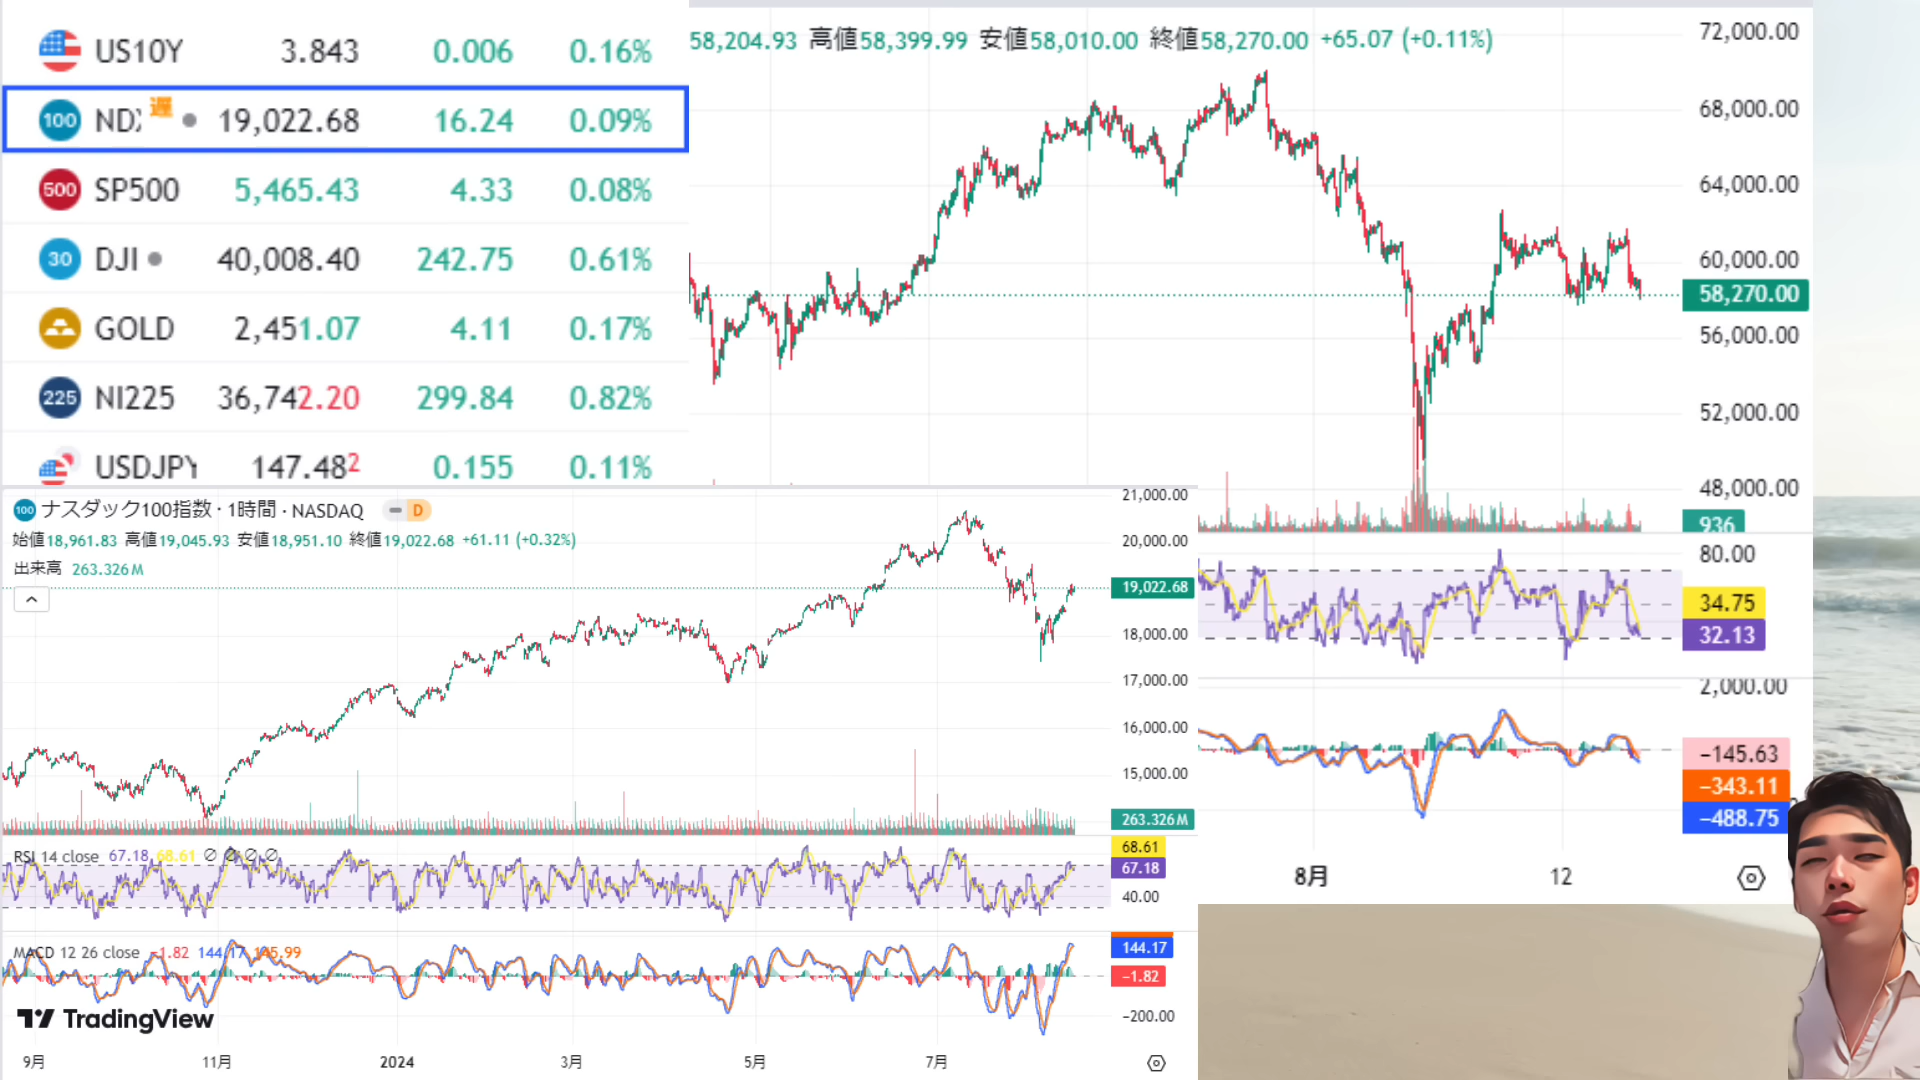 US10Y 3.843 0.006 0.16%
100 NDX 遅 19,022.68 16.24 0.09%
500 SP500 5,465.43 4.33 0.08%
30 DJI 40,008.40 242.75 0.61%
GOLD 2,451.07 4.11 0.17%
225 NI225 36,742.20 299.84 0.82%
USDJPY 147.482 0.155 0.11%
58,204.93 高値58,399.99 安値58,010.00 終値58,270.00 +65.07 (+0.11%)
72,000.00
68,000.00
64,000.00
60,000.00
58,270.00
56,000.00
52,000.00
48,000.00
936
80.00
34.75
32.13
2,000.00
−145.63
−343.11
−488.75
8月 12
100 ナスダック100指数 · 1時間 · NASDAQ D
始値18,961.83 高値19,045.93 安値18,951.10 終値19,022.68 +61.11 (+0.32%)
出来高 263.326M
21,000.00
20,000.00
19,022.68
18,000.00
17,000.00
16,000.00
15,000.00
263.326M
RSI 14 close 67.18 68.61 ∅ ∅ ∅ ∅
68.61
67.18
40.00
MACD 12 26 close −1.82 144.17 145.99
144.17
−1.82
−200.00
TradingView
9月 11月 2024 3月 5月 7月